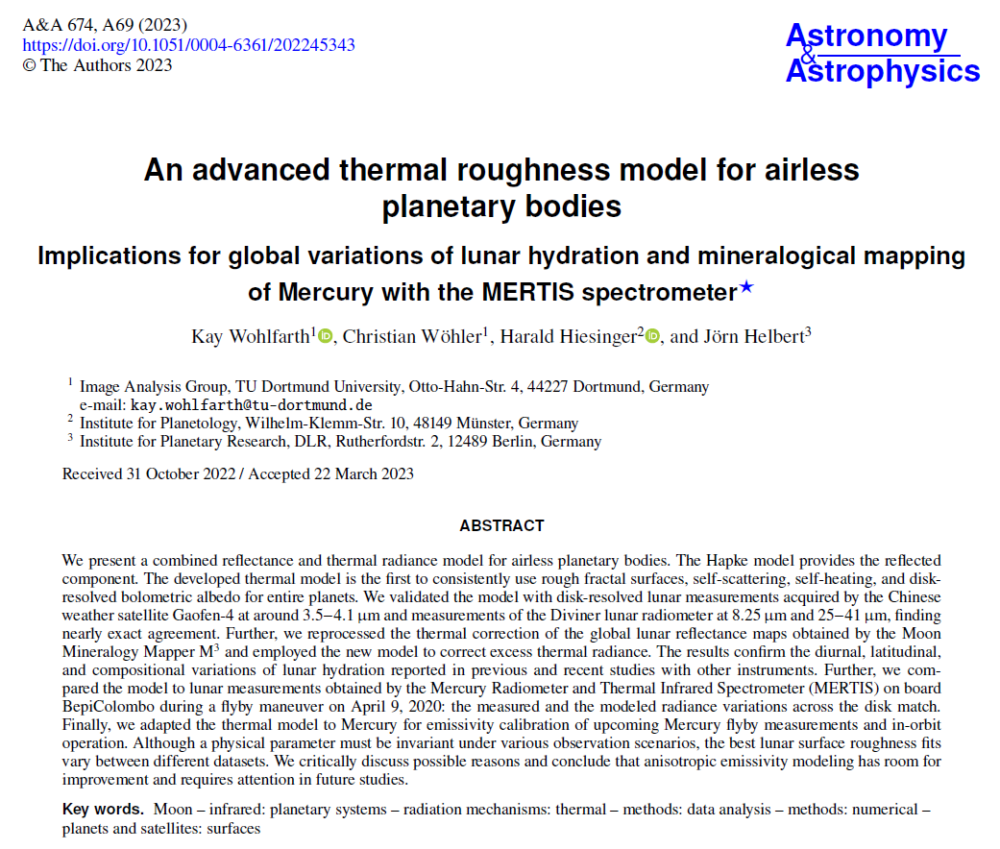 A&A 674, A69 (2023)
https://doi.org/10.1051/0004-6361/202245343
© The Authors 2023
Astronomy
&
Astrophysics
An advanced thermal roughness model for airless
planetary bodies
Implications for global variations of lunar hydration and mineralogical mapping
of Mercury with the MERTIS spectrometer★
Kay Wohlfarth¹ iD, Christian Wöhler¹, Harald Hiesinger² iD, and Jörn Helbert³
¹ Image Analysis Group, TU Dortmund University, Otto-Hahn-Str. 4, 44227 Dortmund, Germany
e-mail: kay.wohlfarth@tu-dortmund.de
² Institute for Planetology, Wilhelm-Klemm-Str. 10, 48149 Münster, Germany
³ Institute for Planetary Research, DLR, Rutherfordstr. 2, 12489 Berlin, Germany
Received 31 October 2022 / Accepted 22 March 2023
ABSTRACT
We present a combined reflectance and thermal radiance model for airless planetary bodies. The Hapke model provides the reflected
component. The developed thermal model is the first to consistently use rough fractal surfaces, self-scattering, self-heating, and disk-
resolved bolometric albedo for entire planets. We validated the model with disk-resolved lunar measurements acquired by the Chinese
weather satellite Gaofen-4 at around 3.5−4.1 μm and measurements of the Diviner lunar radiometer at 8.25 μm and 25−41 μm, finding
nearly exact agreement. Further, we reprocessed the thermal correction of the global lunar reflectance maps obtained by the Moon
Mineralogy Mapper M³ and employed the new model to correct excess thermal radiance. The results confirm the diurnal, latitudinal,
and compositional variations of lunar hydration reported in previous and recent studies with other instruments. Further, we com-
pared the model to lunar measurements obtained by the Mercury Radiometer and Thermal Infrared Spectrometer (MERTIS) on board
BepiColombo during a flyby maneuver on April 9, 2020: the measured and the modeled radiance variations across the disk match.
Finally, we adapted the thermal model to Mercury for emissivity calibration of upcoming Mercury flyby measurements and in-orbit
operation. Although a physical parameter must be invariant under various observation scenarios, the best lunar surface roughness fits
vary between different datasets. We critically discuss possible reasons and conclude that anisotropic emissivity modeling has room for
improvement and requires attention in future studies.
Key words. Moon – infrared: planetary systems – radiation mechanisms: thermal – methods: data analysis – methods: numerical –
planets and satellites: surfaces